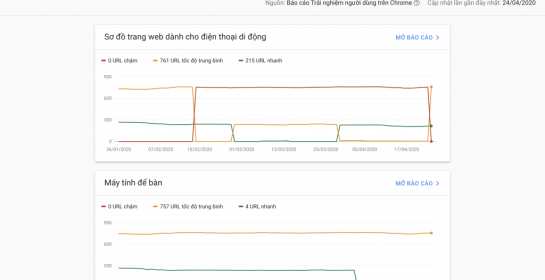 Nguồn: Báo cáo Trải nghiệm người dùng trên Chrome Cập nhật lần gần đây nhất: 24/04/2020
Sơ đồ trang web dành cho điện thoại di động
MỞ BÁO CÁO
0 URL chậm 761 URL tốc độ trung bình 215 URL nhanh
900
600
300
0
26/01/2020 07/02/2020 18/02/2020 01/03/2020 13/03/2020 25/03/2020 05/04/2020 17/04/2020
Máy tính để bàn
MỞ BÁO CÁO
0 URL chậm 757 URL tốc độ trung bình 4 URL nhanh
900
600
300